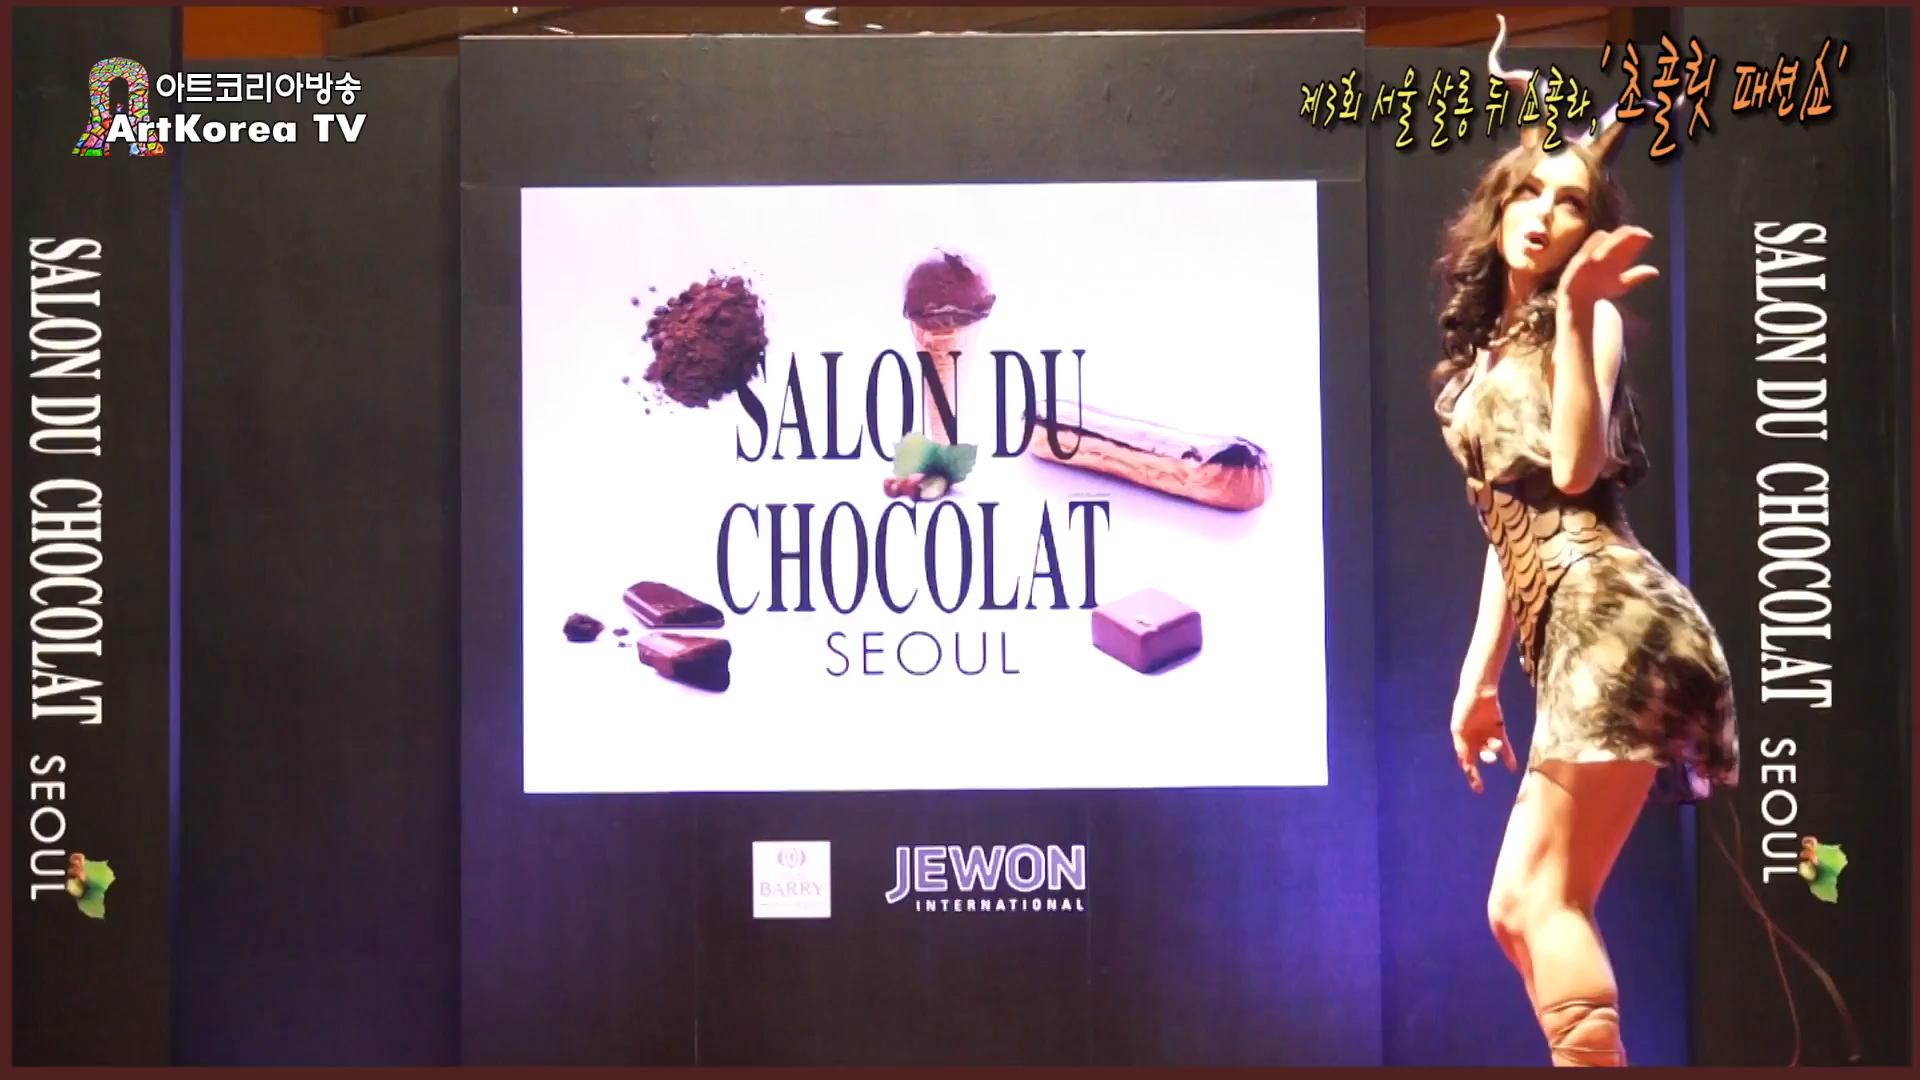 아트코리아방송
ArtKorea TV
제3회 서울 살롱 뒤 쇼콜라, '초콜릿 패션쇼'
SALON DU CHOCOLAT SEOUL
SALON DU
CHOCOLAT
SEOUL
SALON DU CHOCOLAT SEOUL
BARRY
JEWON
INTERNATIONAL